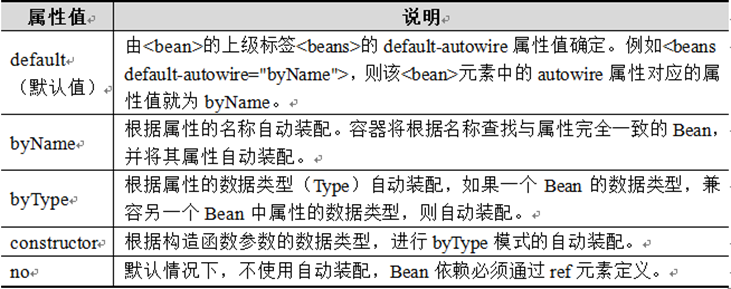 属性值 说明
default
（默认值）
由<bean>的上级标签<beans>的 default-autowire 属性值确定。例如<beans
default-autowire="byName">，则该<bean>元素中的 autowire 属性对应的属
性值就为 byName。
byName
根据属性的名称自动装配。容器将根据名称查找与属性完全一致的 Bean，
并将其属性自动装配。
byType
根据属性的数据类型（Type）自动装配，如果一个 Bean 的数据类型，兼
容另一个 Bean 中属性的数据类型，则自动装配。
constructor 根据构造函数参数的数据类型，进行 byType 模式的自动装配。
no 默认情况下，不使用自动装配，Bean 依赖必须通过 ref 元素定义。